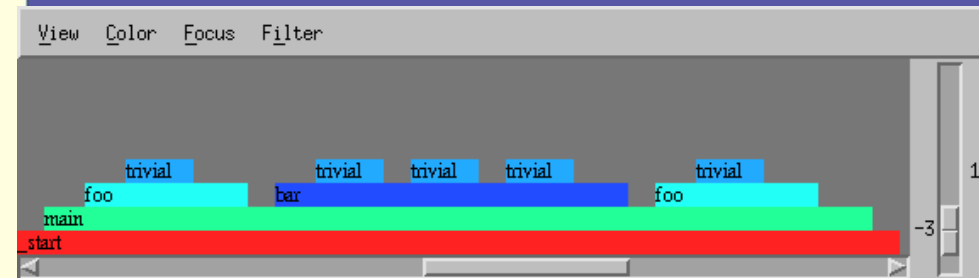 View Color Focus Filter
trivial trivial trivial trivial trivial 1
foo bar foo
main
_start -3